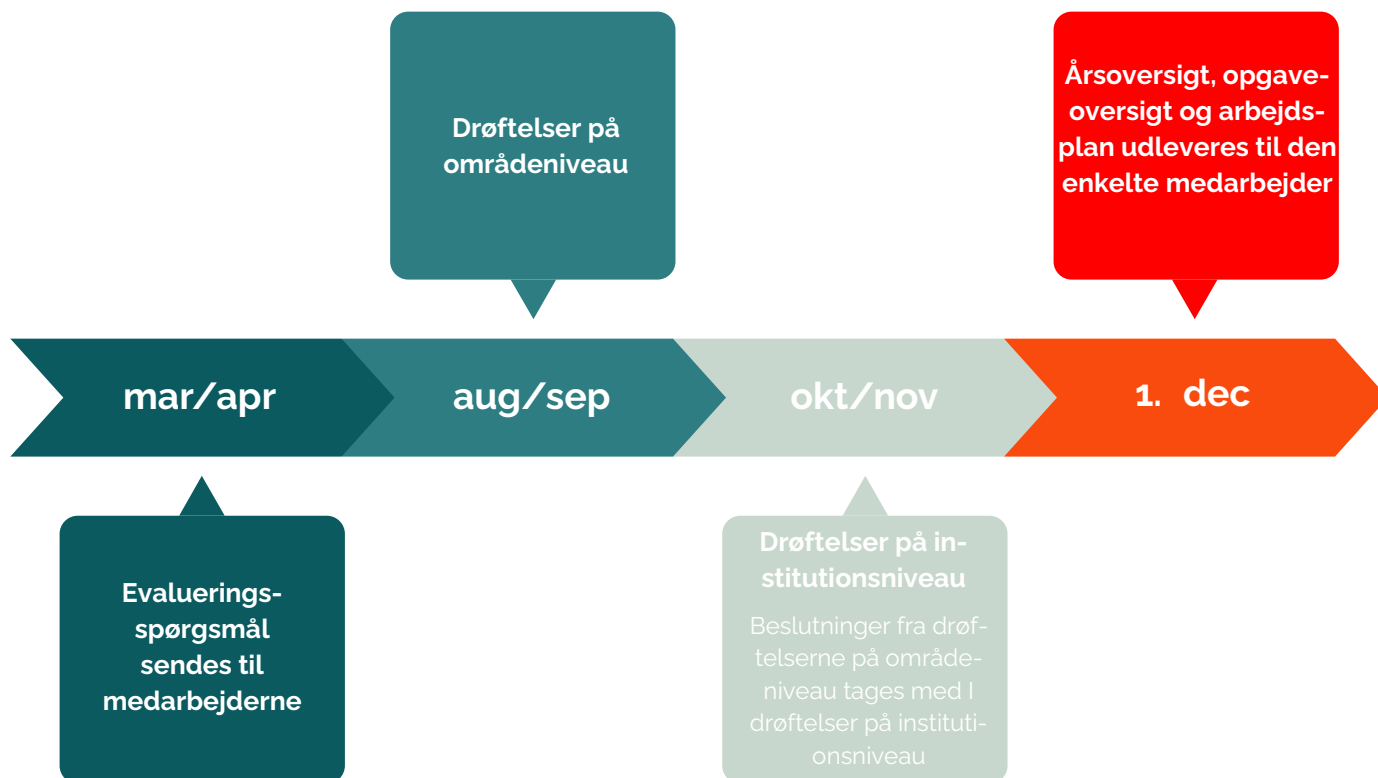 Drøftelser på
områdeniveau
Årsoversigt, opgave-
oversigt og arbejds-
plan udleveres til den
enkelte medarbejder
mar/apr
aug/sep
okt/nov
1. dec
Evaluerings-
spørgsmål
sendes til
medarbejderne
Drøftelser på in-
stitutionsniveau
Beslutninger fra drøf-
telserne på område-
niveau tages med I
drøftelser på instituti-
onsniveau